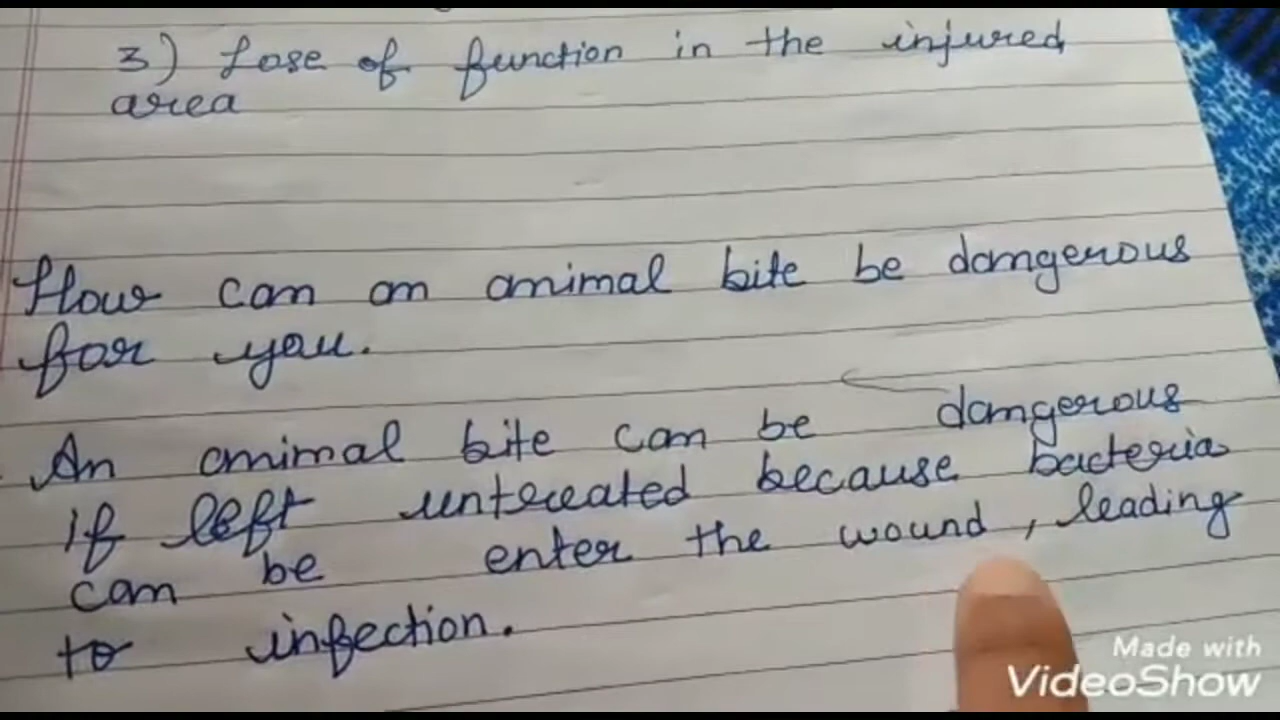 3) Lose of function in the injured
area
How can an animal bite be dangerous
for you.
An animal bite can be dangerous
if left untreated because bacteria
can be enter the wound, leading
to infection.
Made with
VideoShow